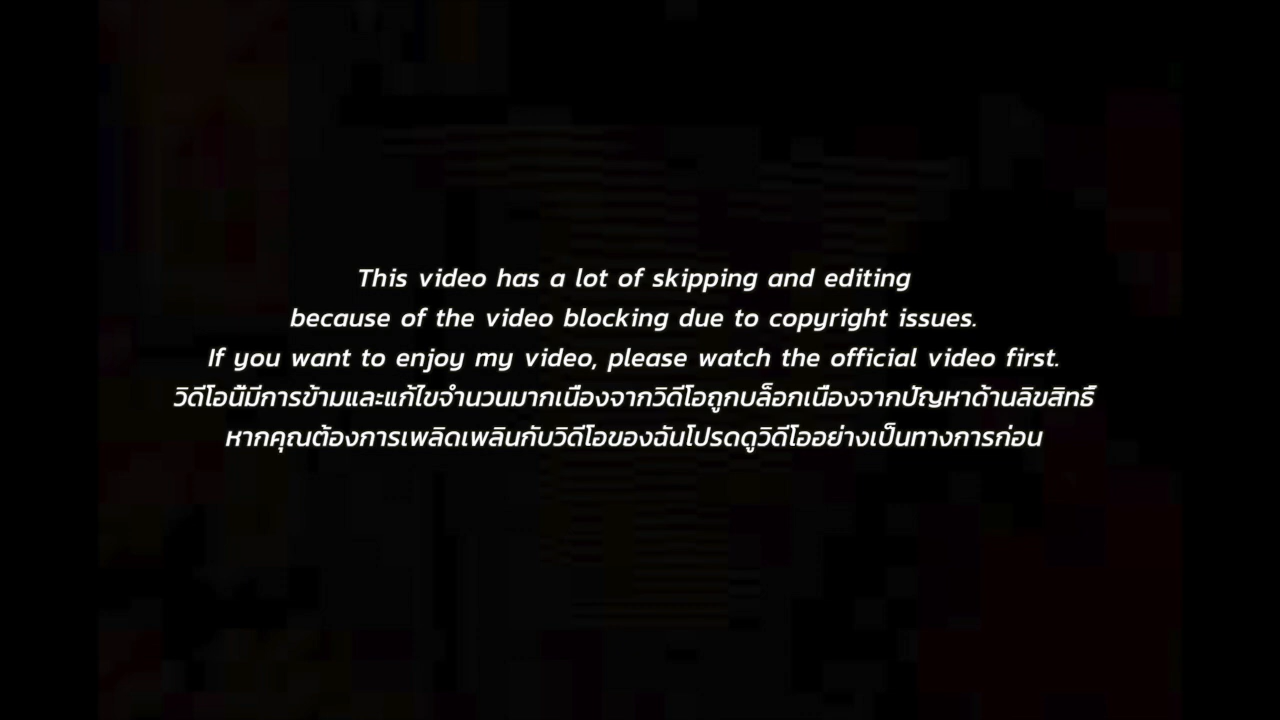 This video has a lot of skipping and editing
because of the video blocking due to copyright issues.
If you want to enjoy my video, please watch the official video first.
วิดีโอนี้มีการข้ามและแก้ไขจำนวนมากเนื่องจากวิดีโอถูกบล็อกเนื่องจากปัญหาด้านลิขสิทธิ์
หากคุณต้องการเพลิดเพลินกับวิดีโอของฉันโปรดดูวิดีโออย่างเป็นทางการก่อน